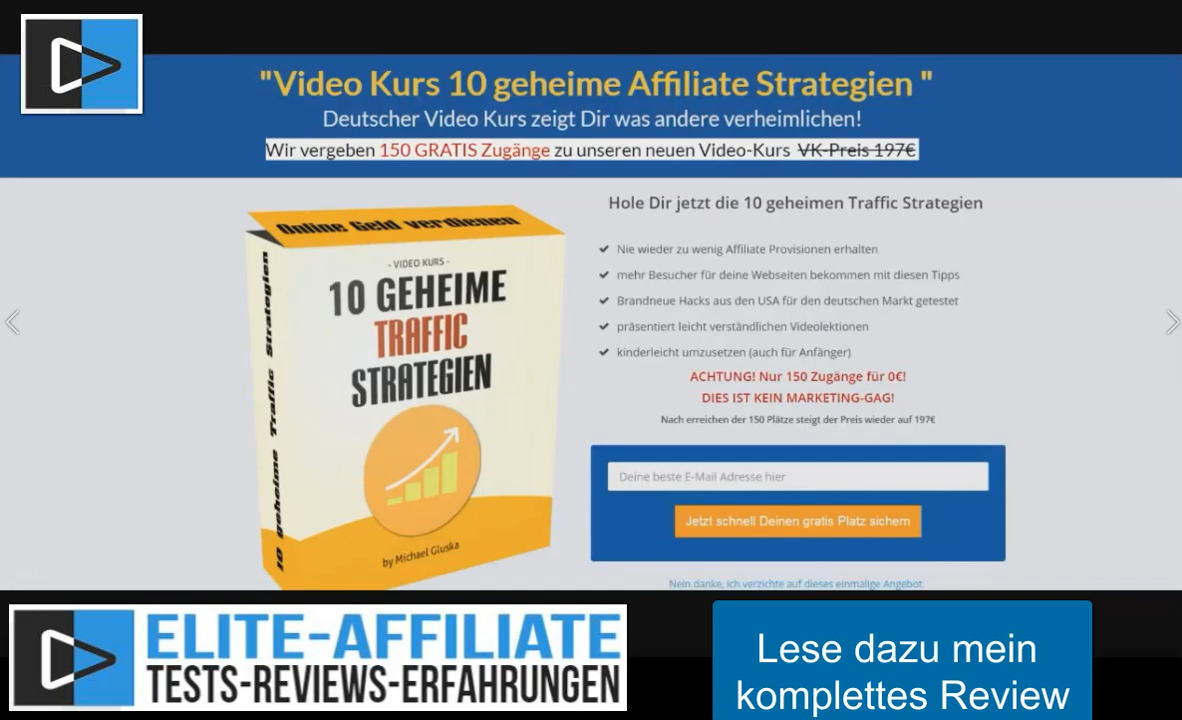 "Video Kurs 10 geheime Affiliate Strategien "
Deutscher Video Kurs zeigt Dir was andere verheimlichen!
Wir vergeben 150 GRATIS Zugänge zu unseren neuen Video-Kurs VK-Preis 197€
Online Geld verdienen
10 geheime Traffic Strategien
- VIDEO KURS -
10 GEHEIME
TRAFFIC
STRATEGIEN
by Michael Gluska
Hole Dir jetzt die 10 geheimen Traffic Strategien
Nie wieder zu wenig Affiliate Provisionen erhalten
mehr Besucher für deine Webseiten bekommen mit diesen Tipps
Brandneue Hacks aus den USA für den deutschen Markt getestet
präsentiert leicht verständlichen Videolektionen
kinderleicht umzusetzen (auch für Anfänger)
ACHTUNG! Nur 150 Zugänge für 0€!
DIES IST KEIN MARKETING-GAG!
Nach erreichen der 150 Plätze steigt der Preis wieder auf 197€
Deine beste E-Mail Adresse hier
Jetzt schnell Deinen gratis Platz sichern
Nein danke, ich verzichte auf dieses einmalige Angebot.
ELITE-AFFILIATE
TESTS-REVIEWS-ERFAHRUNGEN
Lese dazu mein
komplettes Review